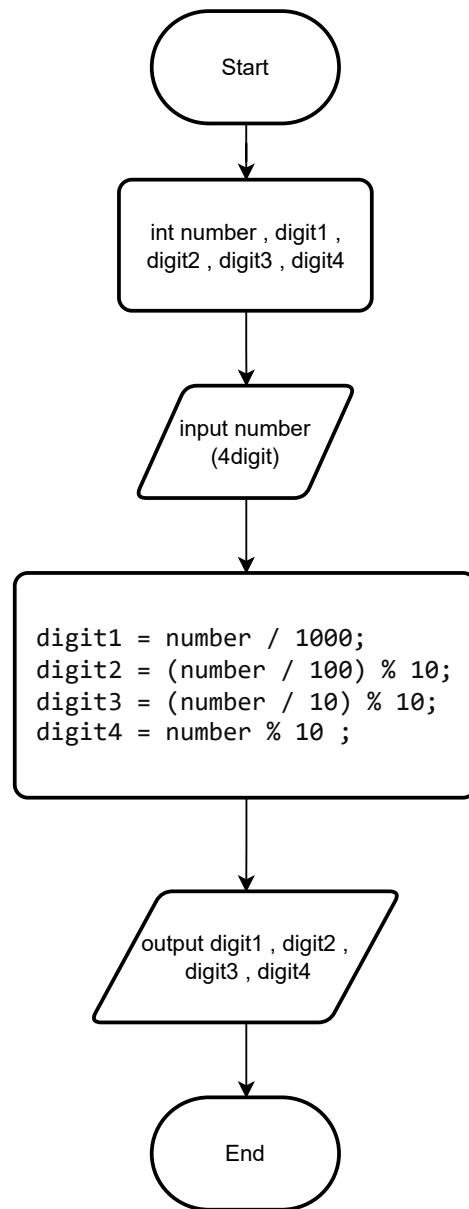 Start
int number , digit1 ,
digit2 , digit3 , digit4
input number
(4digit)
digit1 = number / 1000;
digit2 = (number / 100) % 10;
digit3 = (number / 10) % 10;
digit4 = number % 10 ;
output digit1 , digit2 ,
digit3 , digit4
End